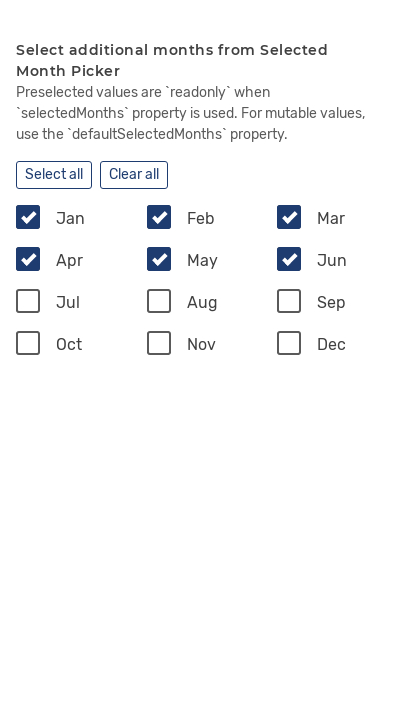 Select additional months from Selected
Month Picker
Preselected values are `readonly` when
`selectedMonths` property is used. For mutable values,
use the `defaultSelectedMonths` property.
Select all Clear all
Jan Feb Mar
Apr May Jun
Jul Aug Sep
Oct Nov Dec